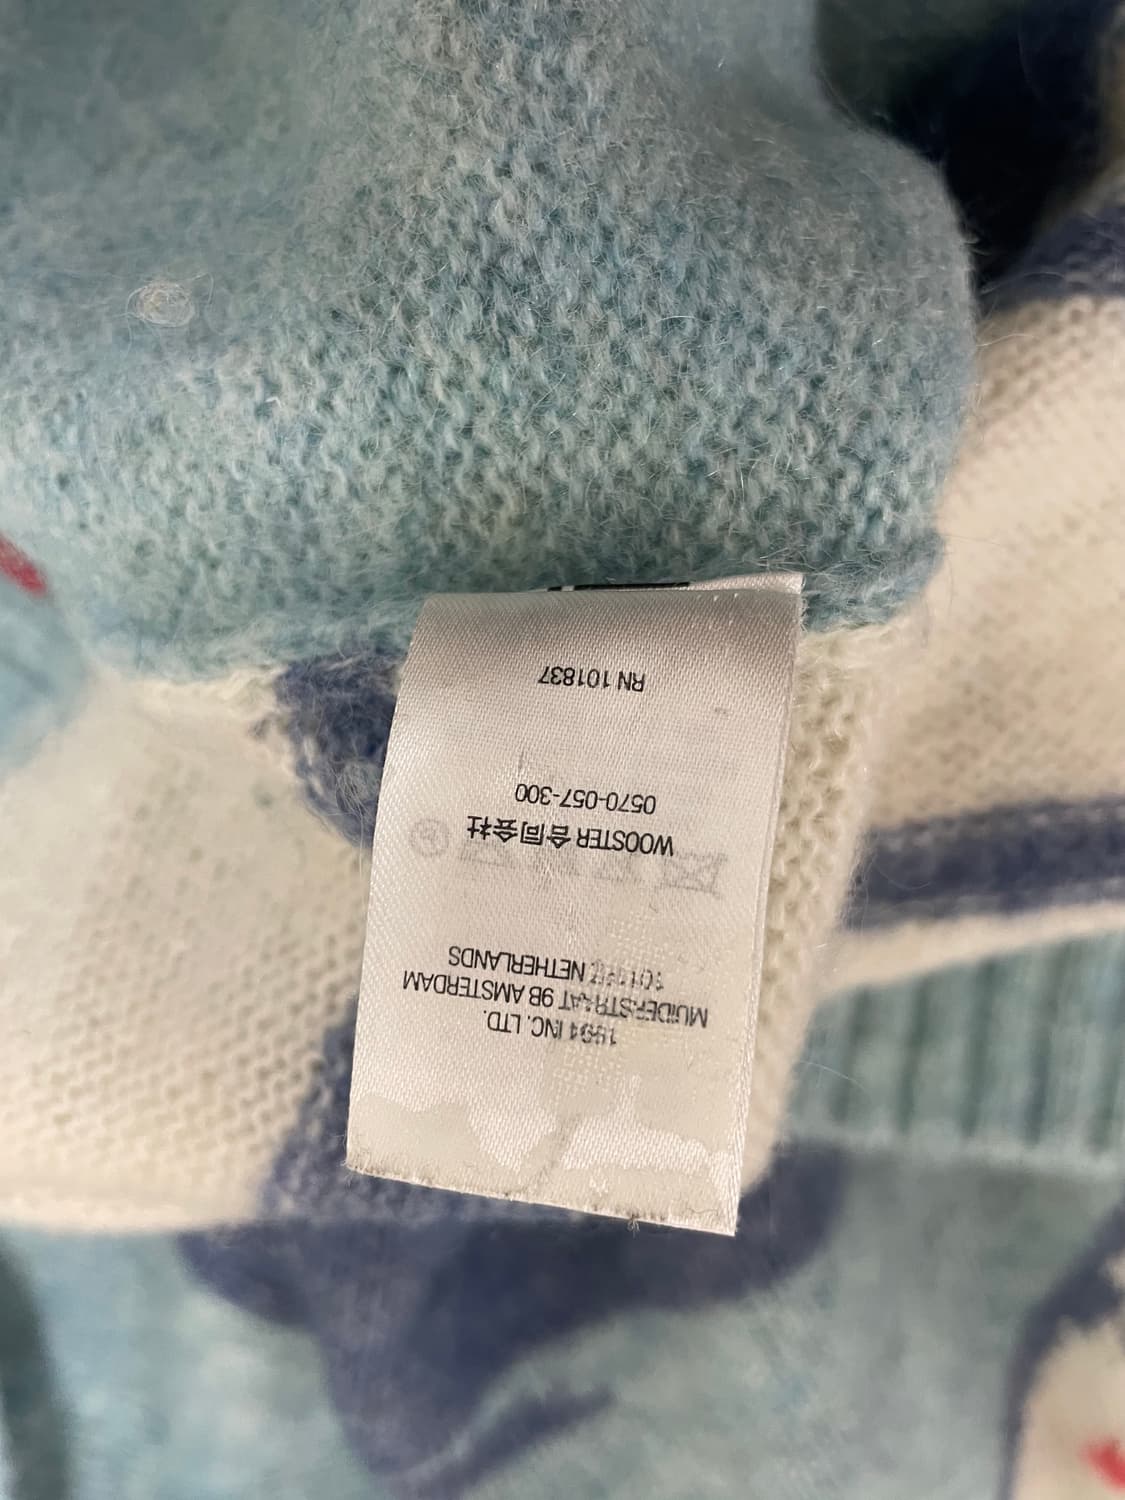 INC. LTD.
MUIDERSTRAAT 9B AMSTERDAM
NETHERLANDS
WOOSTER 合同会社
0570-057-300
RN 101837